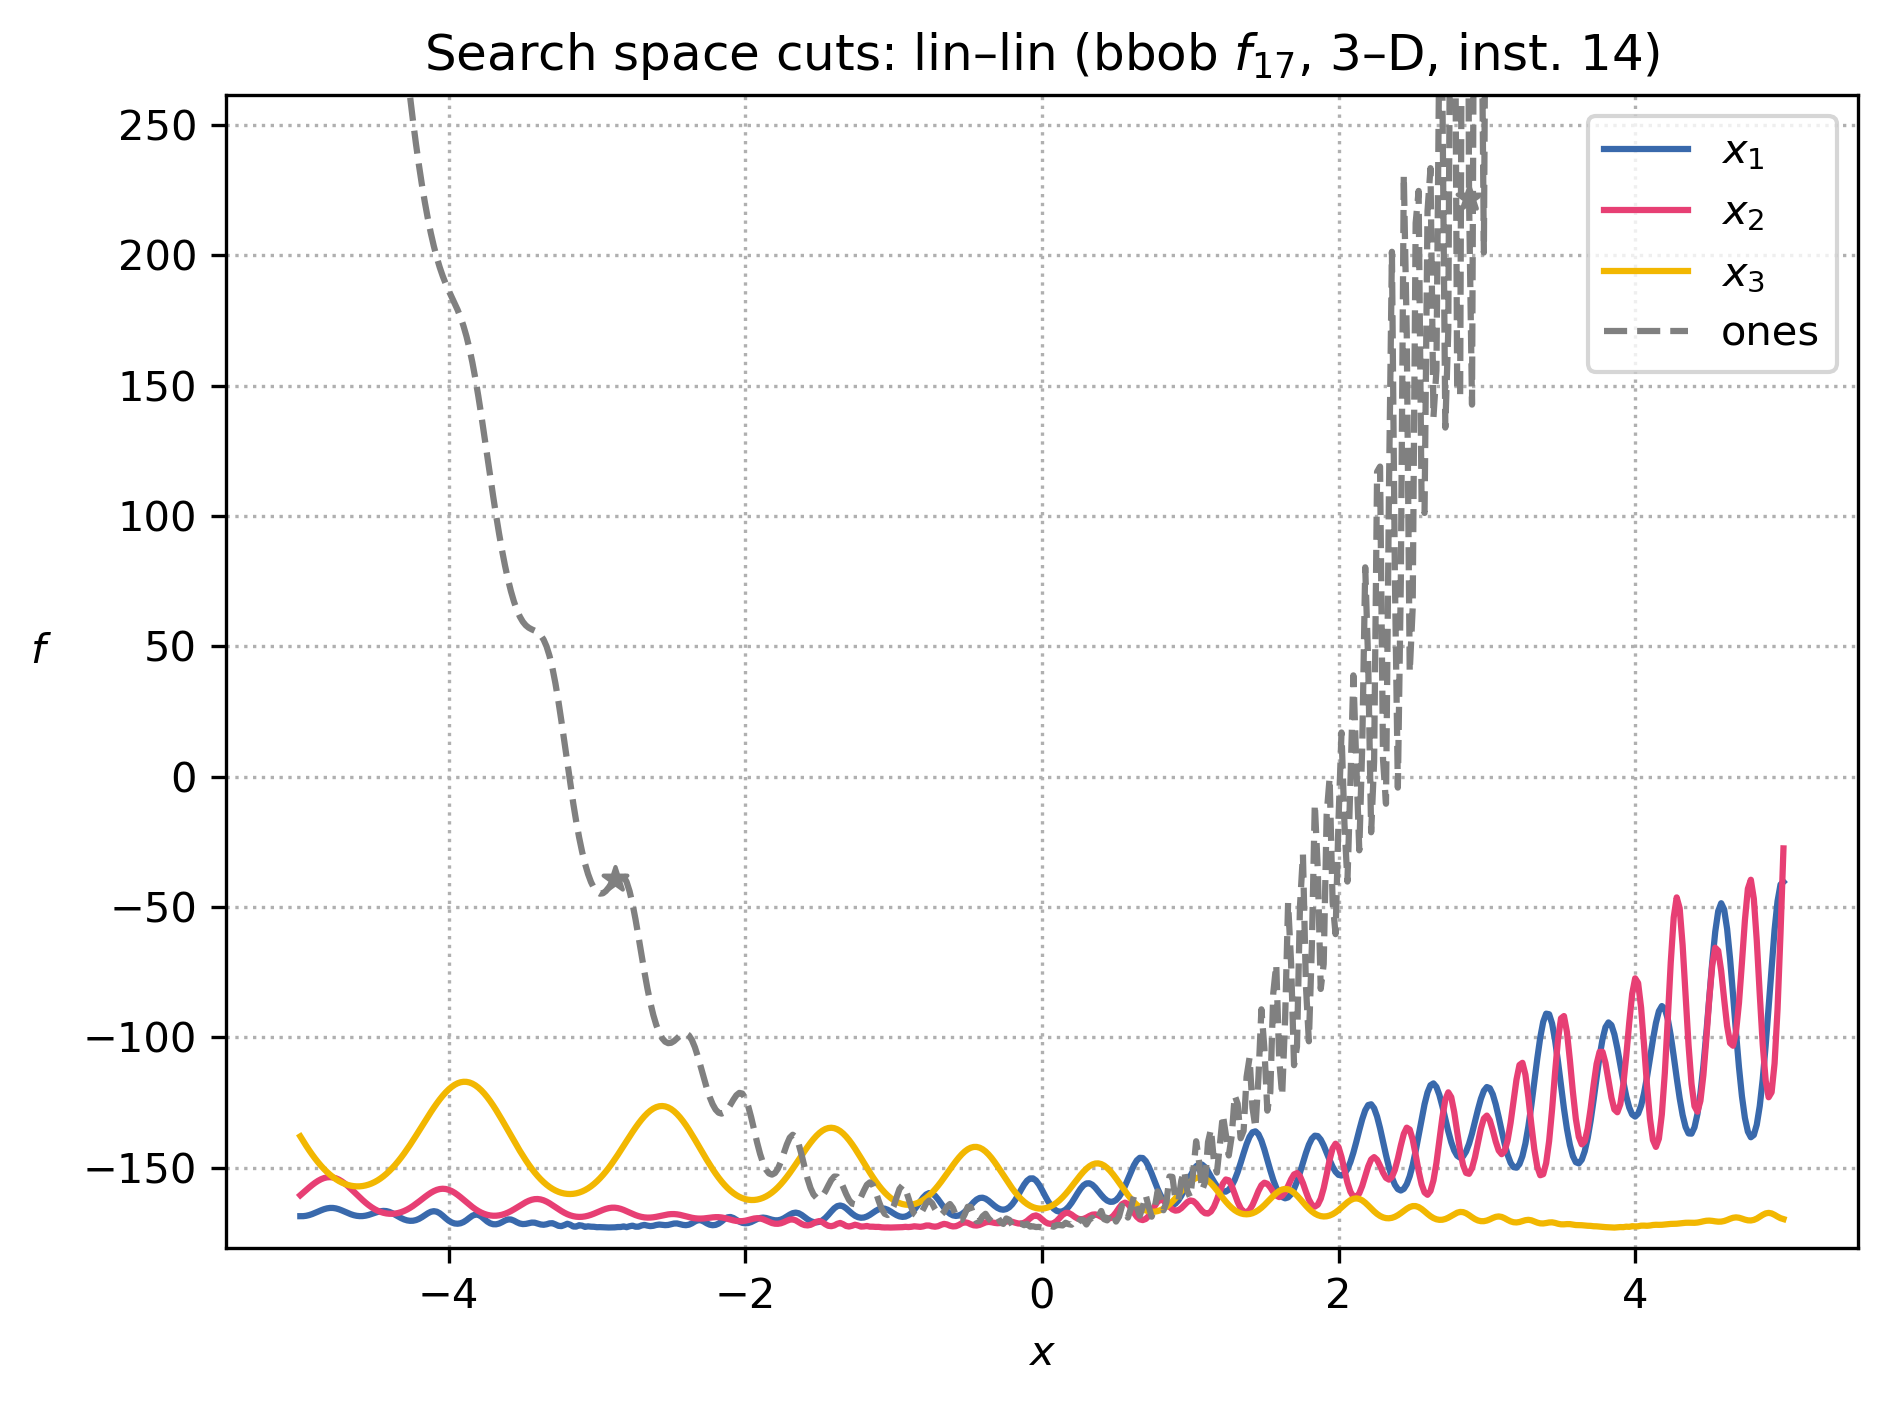 Search space cuts: lin–lin (bbob f₁₇, 3–D, inst. 14)
250
200
150
100
50
0
−50
−100
−150
f
x₁
x₂
x₃
ones
−4
−2
0
2
4
x